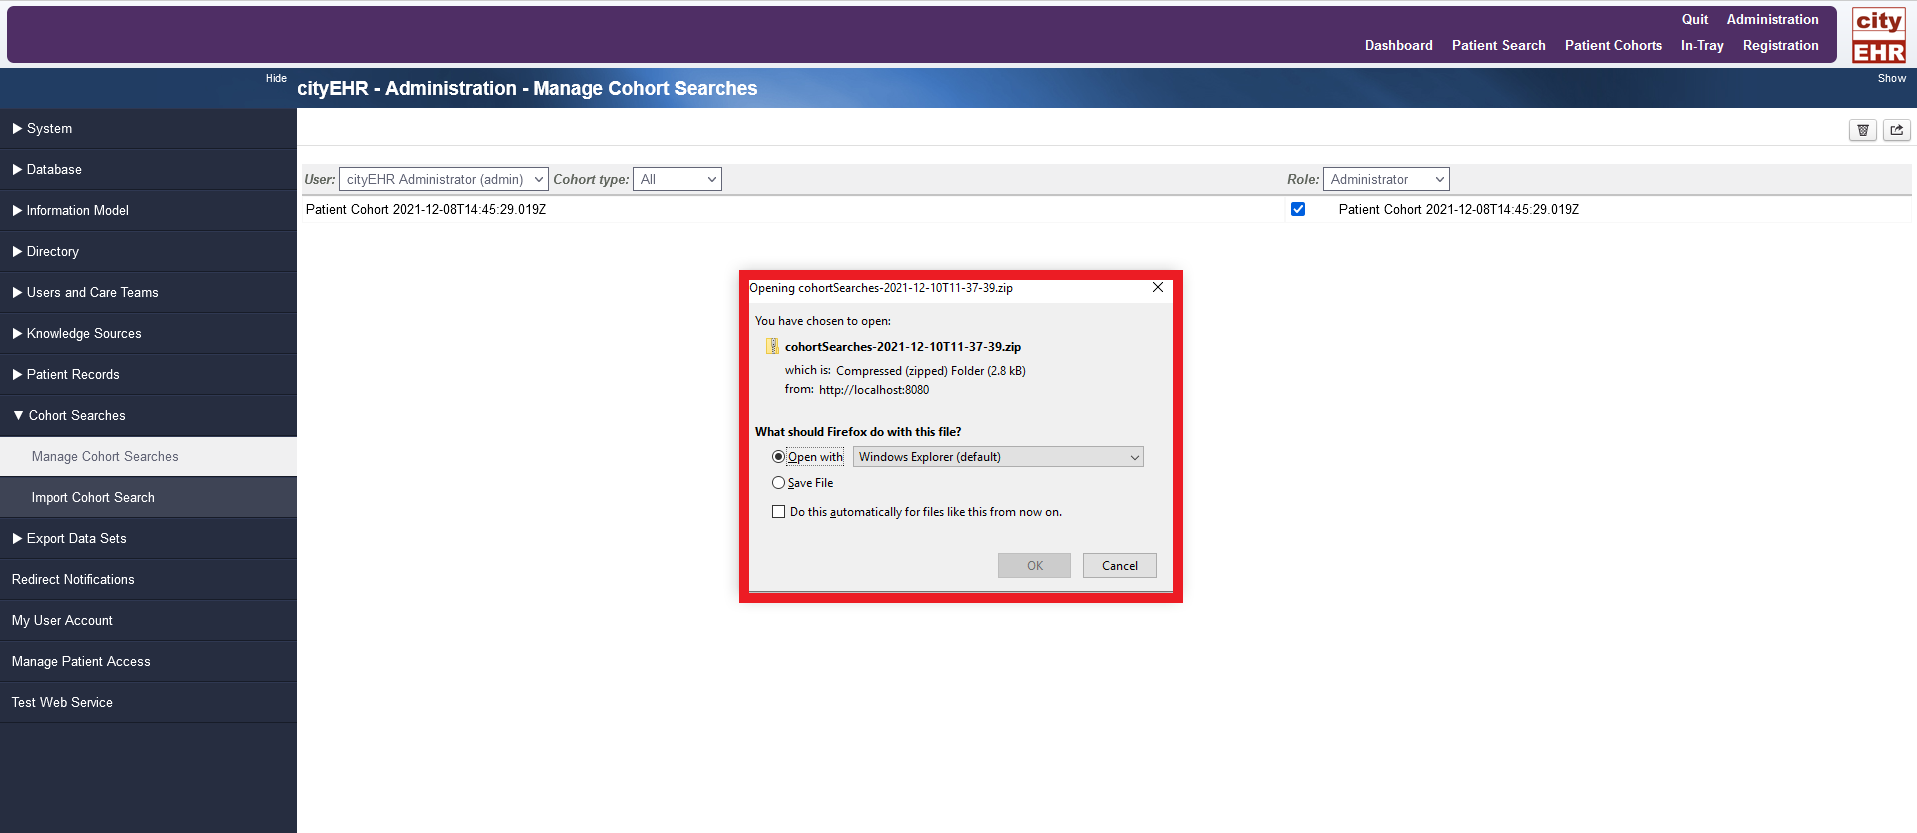 Quit Administration
Dashboard Patient Search Patient Cohorts In-Tray Registration
city
EHR
Hide
cityEHR - Administration - Manage Cohort Searches
Show
System
Database
Information Model
Directory
Users and Care Teams
Knowledge Sources
Patient Records
Cohort Searches
Manage Cohort Searches
Import Cohort Search
Export Data Sets
Redirect Notifications
My User Account
Manage Patient Access
Test Web Service
User: cityEHR Administrator (admin) Cohort type: All Role: Administrator
Patient Cohort 2021-12-08T14:45:29.019Z Patient Cohort 2021-12-08T14:45:29.019Z
Opening cohortSearches-2021-12-10T11-37-39.zip
You have chosen to open:
cohortSearches-2021-12-10T11-37-39.zip
which is: Compressed (zipped) Folder (2.8 kB)
from: http://localhost:8080
What should Firefox do with this file?
Open with Windows Explorer (default)
Save File
Do this automatically for files like this from now on.
OK Cancel